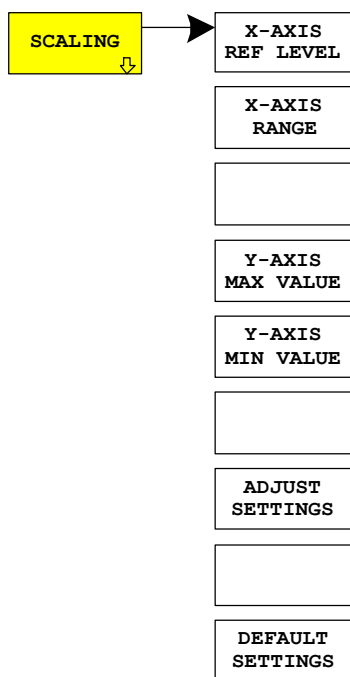 SCALING
X-AXIS
REF LEVEL
X-AXIS
RANGE
Y-AXIS
MAX VALUE
Y-AXIS
MIN VALUE
ADJUST
SETTINGS
DEFAULT
SETTINGS